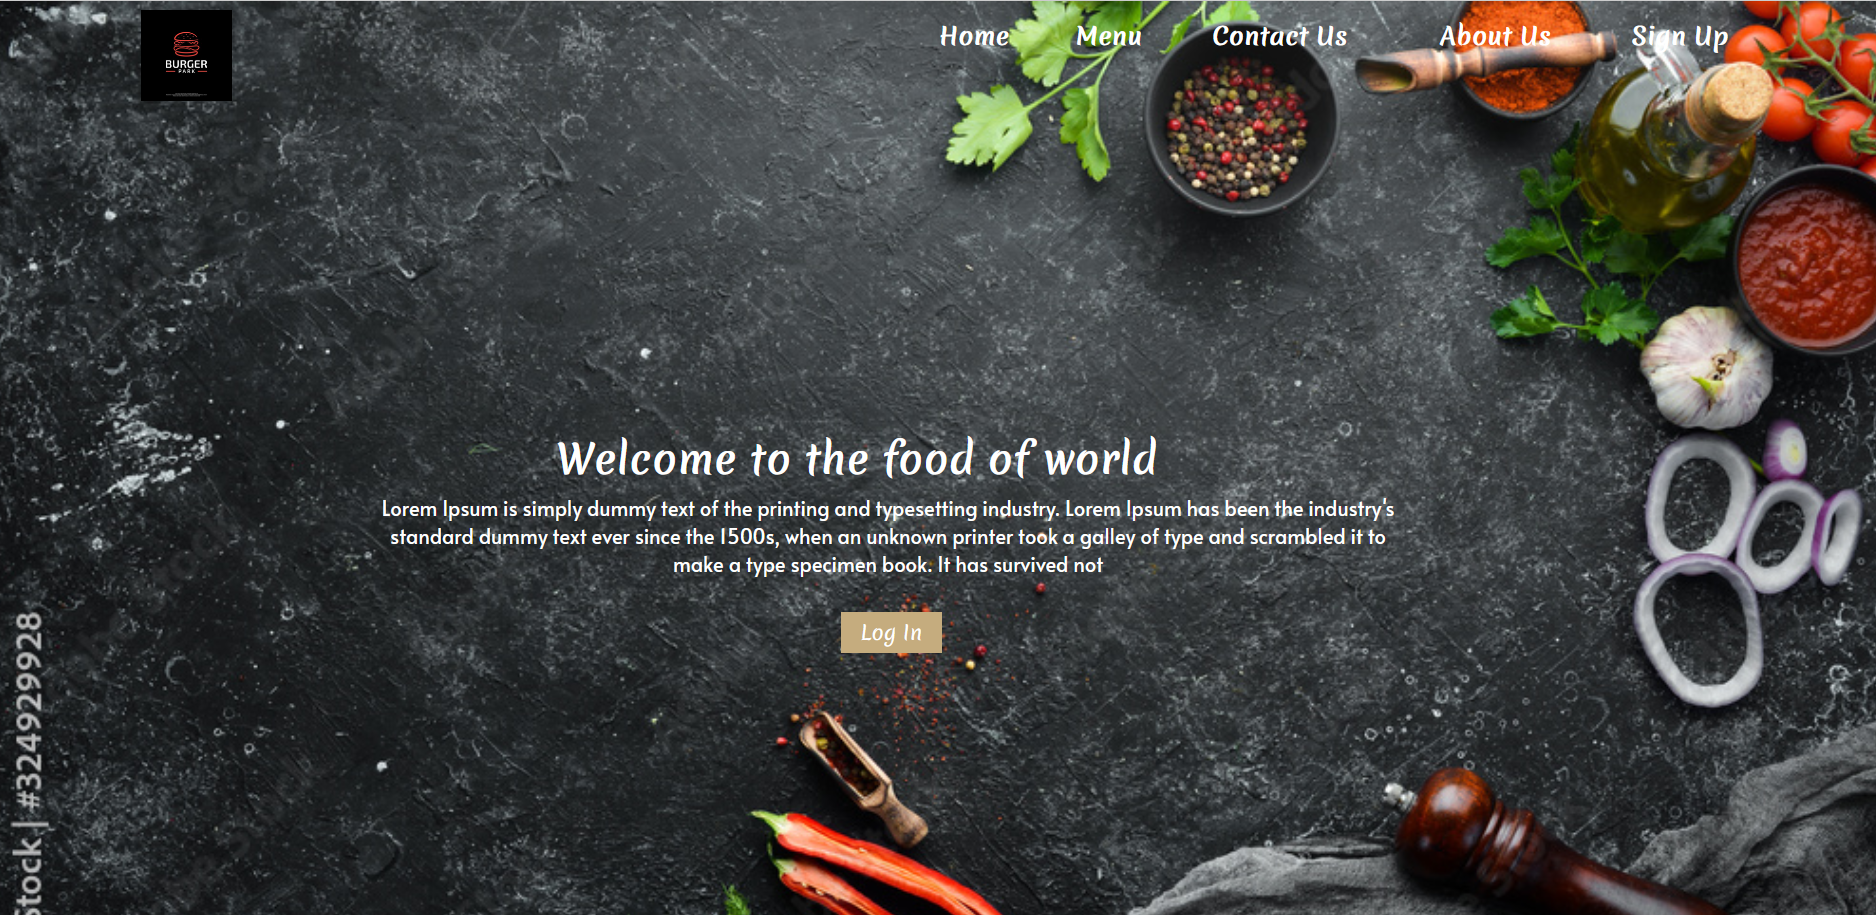 BURGER
PARK
Home Menu Contact Us About Us Sign Up
Welcome to the food of world
Lorem Ipsum is simply dummy text of the printing and typesetting industry. Lorem Ipsum has been the industry's
standard dummy text ever since the 1500s, when an unknown printer took a galley of type and scrambled it to
make a type specimen book. It has survived not
Log In
Stock | #324929928